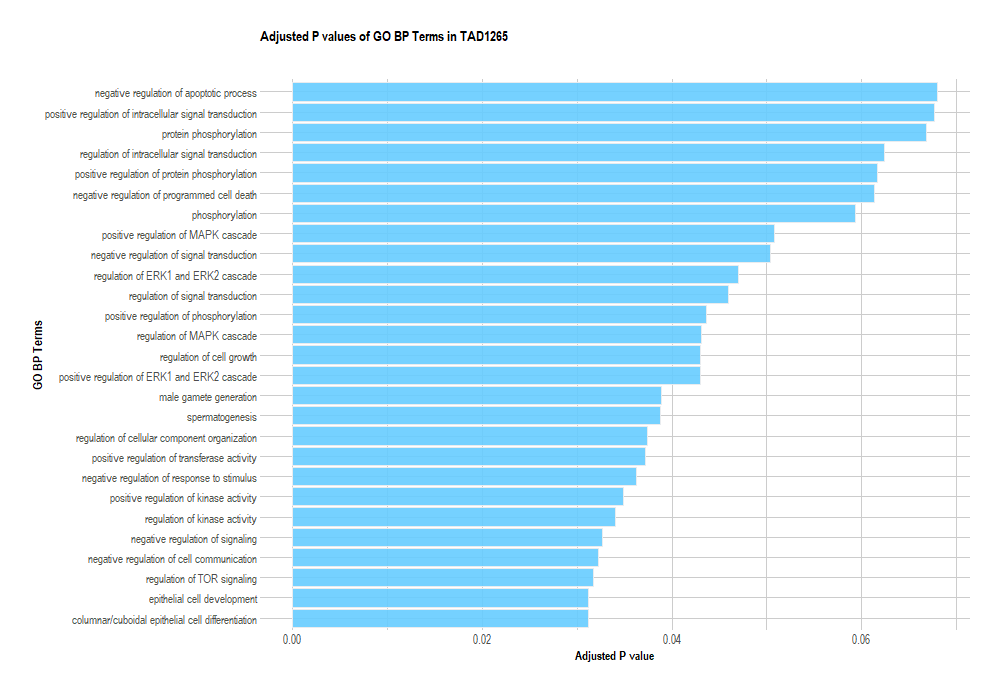 Adjusted P values of GO BP Terms in TAD1265
negative regulation of apoptotic process
positive regulation of intracellular signal transduction
protein phosphorylation
regulation of intracellular signal transduction
positive regulation of protein phosphorylation
negative regulation of programmed cell death
phosphorylation
positive regulation of MAPK cascade
negative regulation of signal transduction
regulation of ERK1 and ERK2 cascade
regulation of signal transduction
positive regulation of phosphorylation
regulation of MAPK cascade
regulation of cell growth
positive regulation of ERK1 and ERK2 cascade
male gamete generation
spermatogenesis
regulation of cellular component organization
positive regulation of transferase activity
negative regulation of response to stimulus
positive regulation of kinase activity
regulation of kinase activity
negative regulation of signaling
negative regulation of cell communication
regulation of TOR signaling
epithelial cell development
columnar/cuboidal epithelial cell differentiation
GO BP Terms
0.00 0.02 0.04 0.06
Adjusted P value